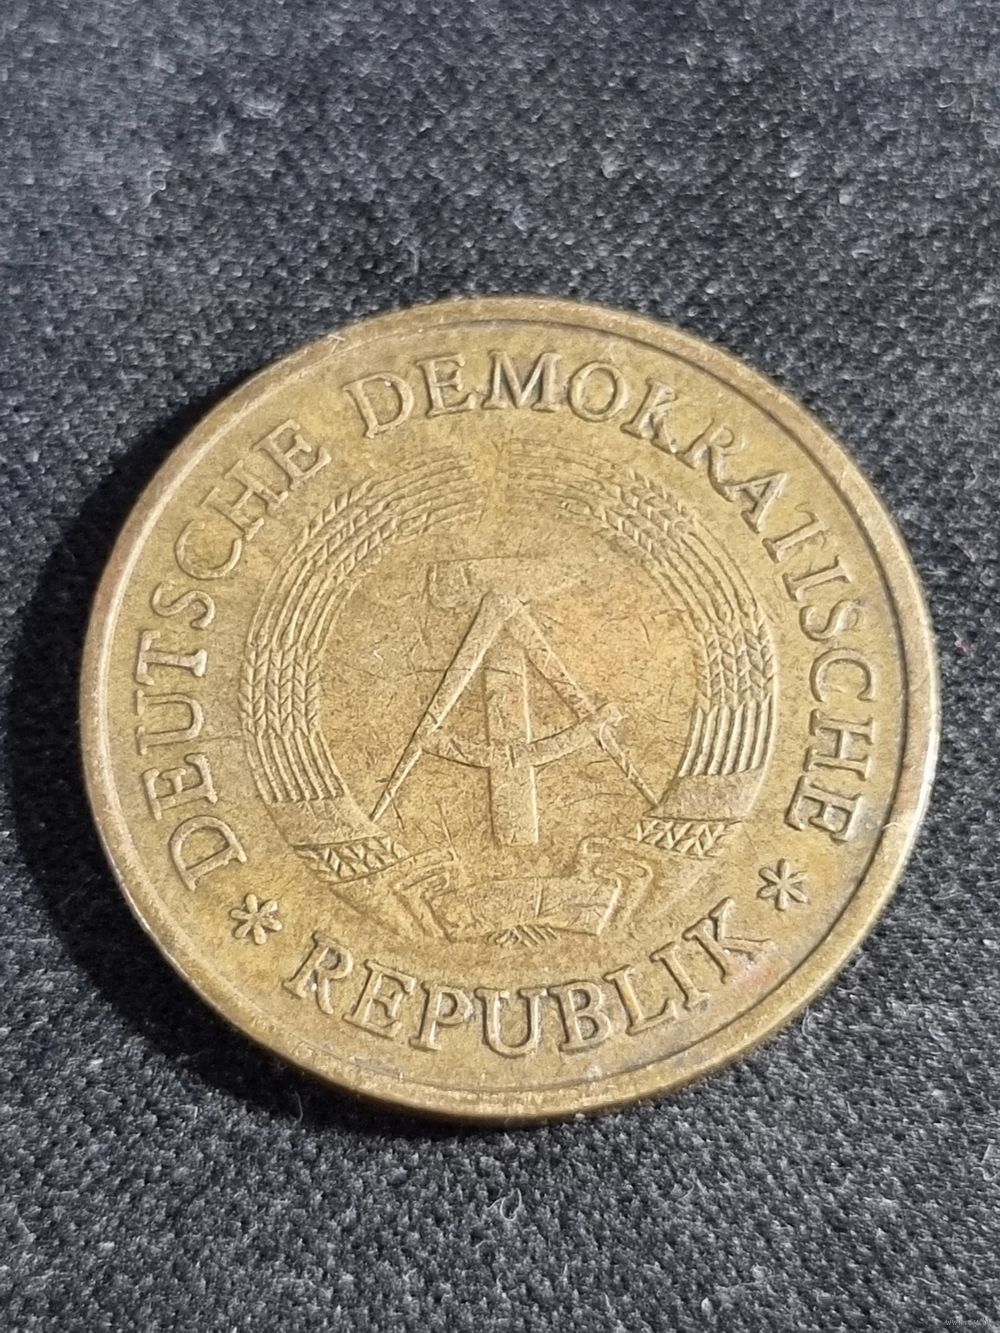 DEUTSCHE DEMOKRATISCHE
* REPUBLIK *